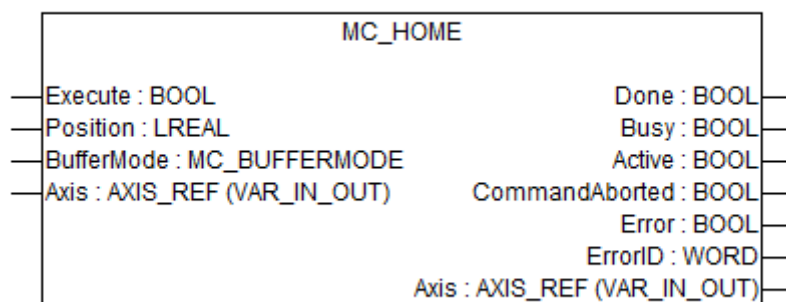 MC_HOME
Execute : BOOL Done : BOOL
Position : LREAL Busy : BOOL
BufferMode : MC_BUFFERMODE Active : BOOL
Axis : AXIS_REF (VAR_IN_OUT) CommandAborted : BOOL
Error : BOOL
ErrorID : WORD
Axis : AXIS_REF (VAR_IN_OUT)